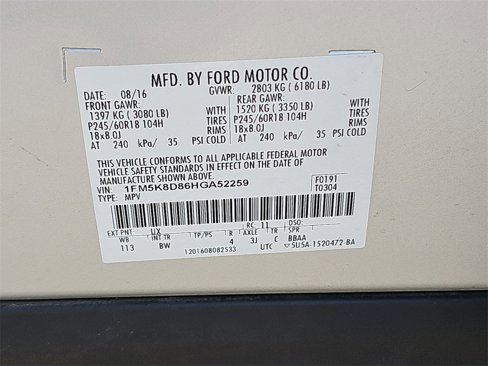 MFD. BY FORD MOTOR CO.
DATE: 08/16 GVWR: 2803 KG ( 6180 LB)
FRONT GAWR: REAR GAWR:
1397 KG ( 3080 LB) WITH 1520 KG ( 3350 LB) WITH
P245/60R18 104H TIRES P245/60R18 104H TIRES
18x8.0J RIMS 18x8.0J RIMS
AT 240 kPa/ 35 PSI COLD AT 240 kPa/ 35 PSI COLD
THIS VEHICLE CONFORMS TO ALL APPLICABLE FEDERAL MOTOR
VEHICLE SAFETY STANDARDS IN EFFECT ON THE DATE OF
MANUFACTURE SHOWN ABOVE.
VIN: 1FM5K8D86HGA52259 F0191
TYPE: MPV T0304
EXT PNT: UX RC: 11 DSO:
WB INT TR TP/PS R AXLE TR SPR
113 BW 4 3J C BBAA
1201608082533 UTC ▽5U5A-1520472-BA